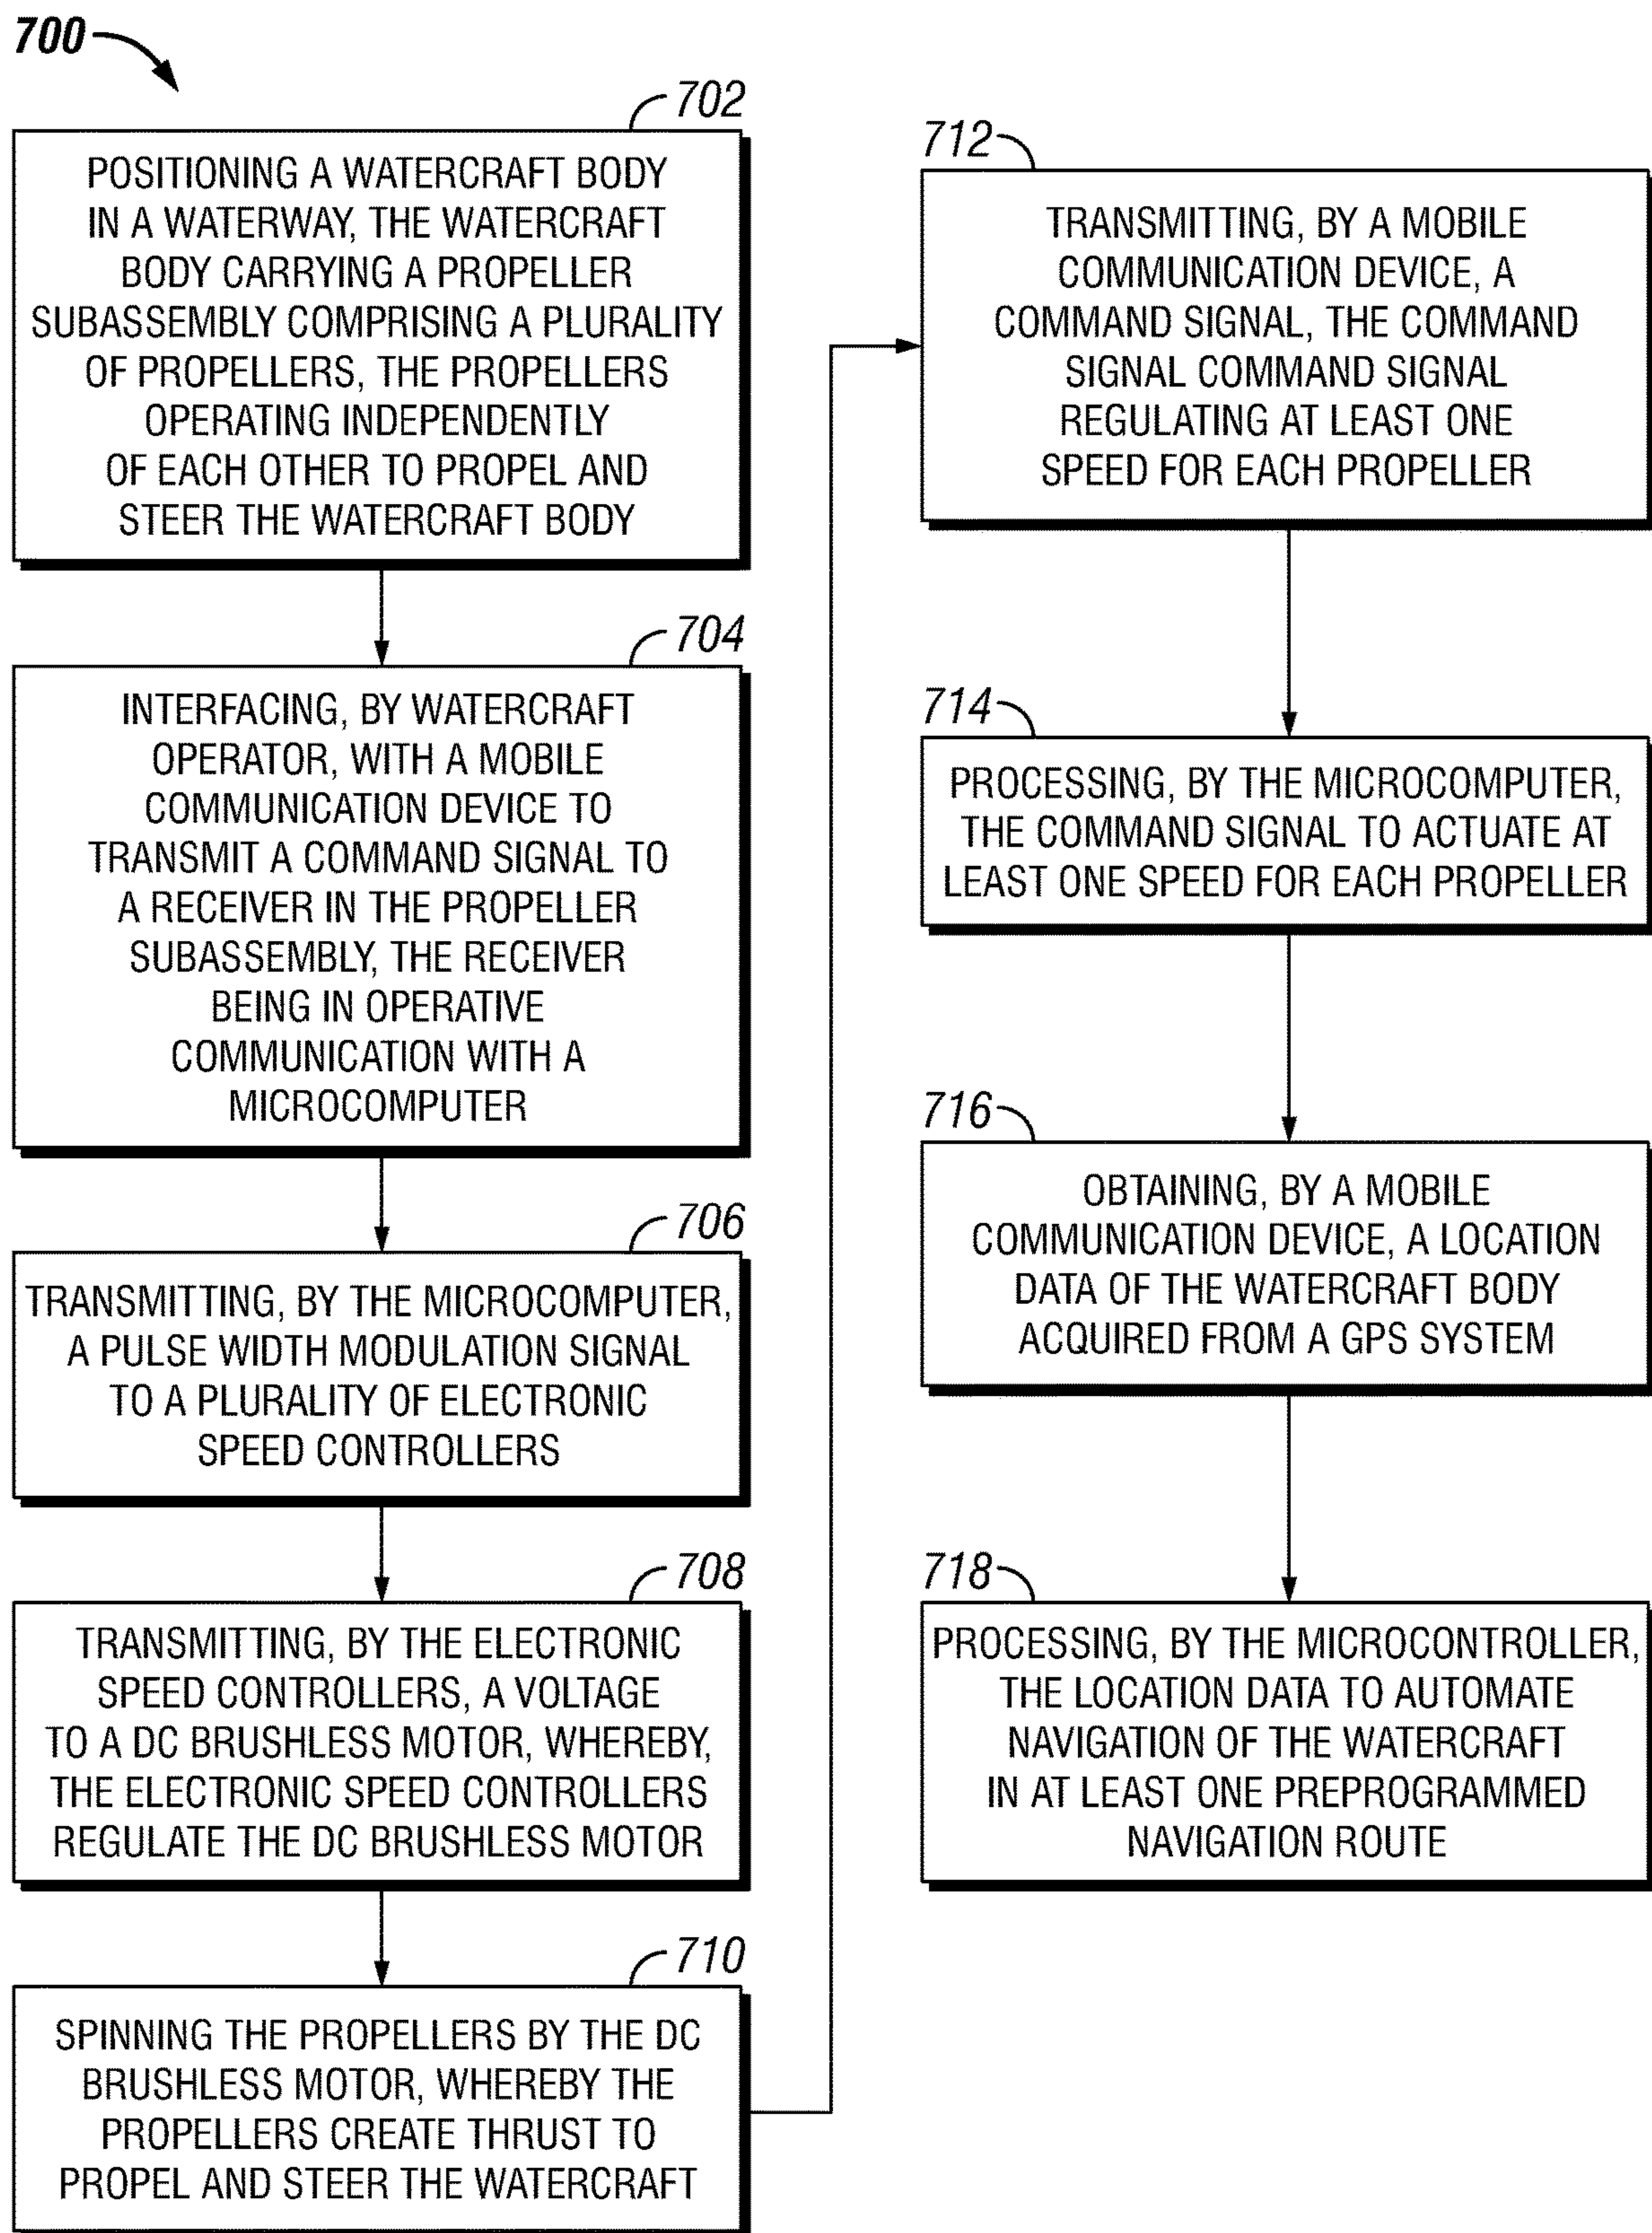 700
702
POSITIONING A WATERCRAFT BODY
IN A WATERWAY, THE WATERCRAFT
BODY CARRYING A PROPELLER
SUBASSEMBLY COMPRISING A PLURALITY
OF PROPELLERS, THE PROPELLERS
OPERATING INDEPENDENTLY
OF EACH OTHER TO PROPEL AND
STEER THE WATERCRAFT BODY
704
INTERFACING, BY WATERCRAFT
OPERATOR, WITH A MOBILE
COMMUNICATION DEVICE TO
TRANSMIT A COMMAND SIGNAL TO
A RECEIVER IN THE PROPELLER
SUBASSEMBLY, THE RECEIVER
BEING IN OPERATIVE
COMMUNICATION WITH A
MICROCOMPUTER
706
TRANSMITTING, BY THE MICROCOMPUTER,
A PULSE WIDTH MODULATION SIGNAL
TO A PLURALITY OF ELECTRONIC
SPEED CONTROLLERS
708
TRANSMITTING, BY THE ELECTRONIC
SPEED CONTROLLERS, A VOLTAGE
TO A DC BRUSHLESS MOTOR, WHEREBY,
THE ELECTRONIC SPEED CONTROLLERS
REGULATE THE DC BRUSHLESS MOTOR
710
SPINNING THE PROPELLERS BY THE DC
BRUSHLESS MOTOR, WHEREBY THE
PROPELLERS CREATE THRUST TO
PROPEL AND STEER THE WATERCRAFT
712
TRANSMITTING, BY A MOBILE
COMMUNICATION DEVICE, A
COMMAND SIGNAL, THE COMMAND
SIGNAL COMMAND SIGNAL
REGULATING AT LEAST ONE
SPEED FOR EACH PROPELLER
714
PROCESSING, BY THE MICROCOMPUTER,
THE COMMAND SIGNAL TO ACTUATE AT
LEAST ONE SPEED FOR EACH PROPELLER
716
OBTAINING, BY A MOBILE
COMMUNICATION DEVICE, A LOCATION
DATA OF THE WATERCRAFT BODY
ACQUIRED FROM A GPS SYSTEM
718
PROCESSING, BY THE MICROCONTROLLER,
THE LOCATION DATA TO AUTOMATE
NAVIGATION OF THE WATERCRAFT
IN AT LEAST ONE PREPROGRAMMED
NAVIGATION ROUTE